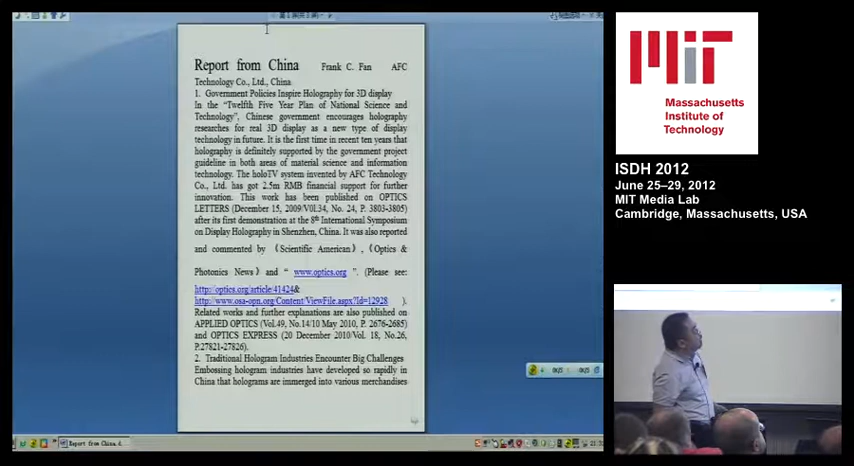 Report from China Frank C. Fan AFC
Technology Co., Ltd., China
1. Government Policies Inspire Holography for 3D display
In the “Twelfth Five Year Plan of National Science and
Technology”, Chinese government encourages holography
researches for real 3D display as a new type of display
technology in future. It is the first time in recent ten years that
holography is definitely supported by the government project
guideline in both areas of material science and information
technology. The holoTV system invented by AFC Technology
Co., Ltd. has got 2.5m RMB financial support for further
innovation. This work has been published on OPTICS
LETTERS (December 15, 2009/V0l.34, No. 24, P. 3803-3805)
after its first demonstration at the 8th International Symposium
on Display Holography in Shenzhen, China. It was also reported
and commented by 《Scientific American》, 《Optics &
Photonics News》 and “ www.optics.org ”. (Please see:
http://optics.org/article/41424&
http://www.osa-opn.org/Content/ViewFile.aspx?Id=12928 ).
Related works and further explanations are also published on
APPLIED OPTICS (Vol.49, No.14/10 May 2010, P. 2676-2685)
and OPTICS EXPRESS (20 December 2010/Vol. 18, No.26,
P.27821-27826).
2. Traditional Hologram Industries Encounter Big Challenges
Embossing hologram industries have developed so rapidly in
China that holograms are immerged into various merchandises
Report from China
Massachusetts
Institute of
Technology
ISDH 2012
June 25–29, 2012
MIT Media Lab
Cambridge, Massachusetts, USA